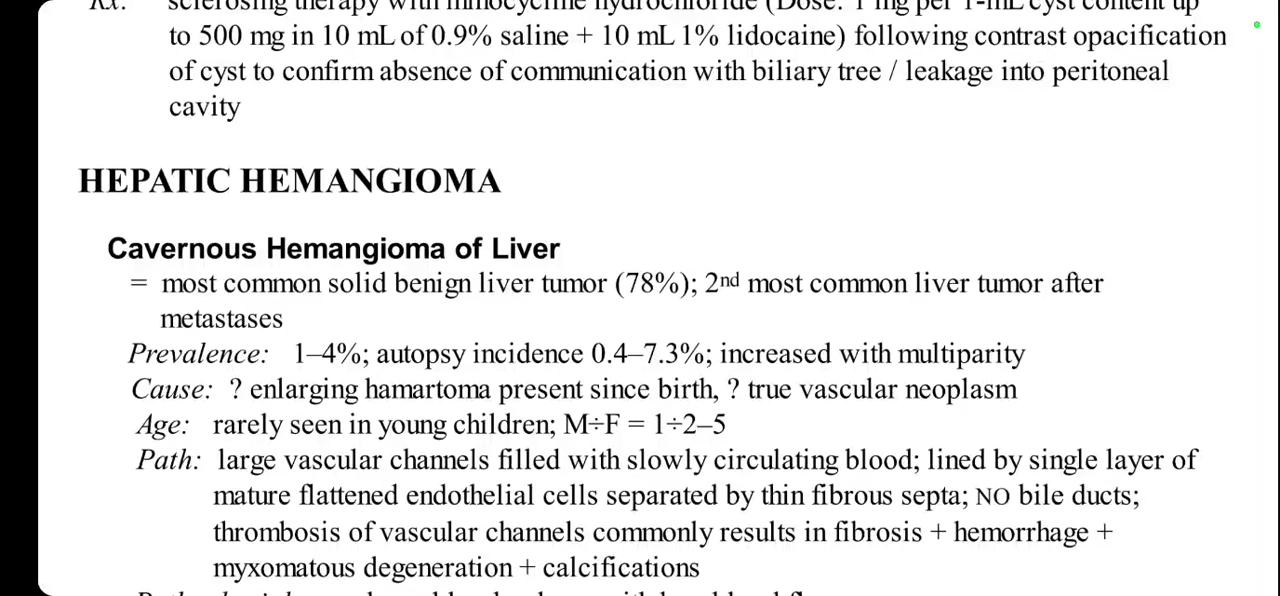 to 500 mg in 10 mL of 0.9% saline + 10 mL 1% lidocaine) following contrast opacification
of cyst to confirm absence of communication with biliary tree / leakage into peritoneal
cavity
HEPATIC HEMANGIOMA
Cavernous Hemangioma of Liver
= most common solid benign liver tumor (78%); 2nd most common liver tumor after
metastases
Prevalence: 1–4%; autopsy incidence 0.4–7.3%; increased with multiparity
Cause: ? enlarging hamartoma present since birth, ? true vascular neoplasm
Age: rarely seen in young children; M÷F = 1÷2–5
Path: large vascular channels filled with slowly circulating blood; lined by single layer of
mature flattened endothelial cells separated by thin fibrous septa; NO bile ducts;
thrombosis of vascular channels commonly results in fibrosis + hemorrhage +
myxomatous degeneration + calcifications